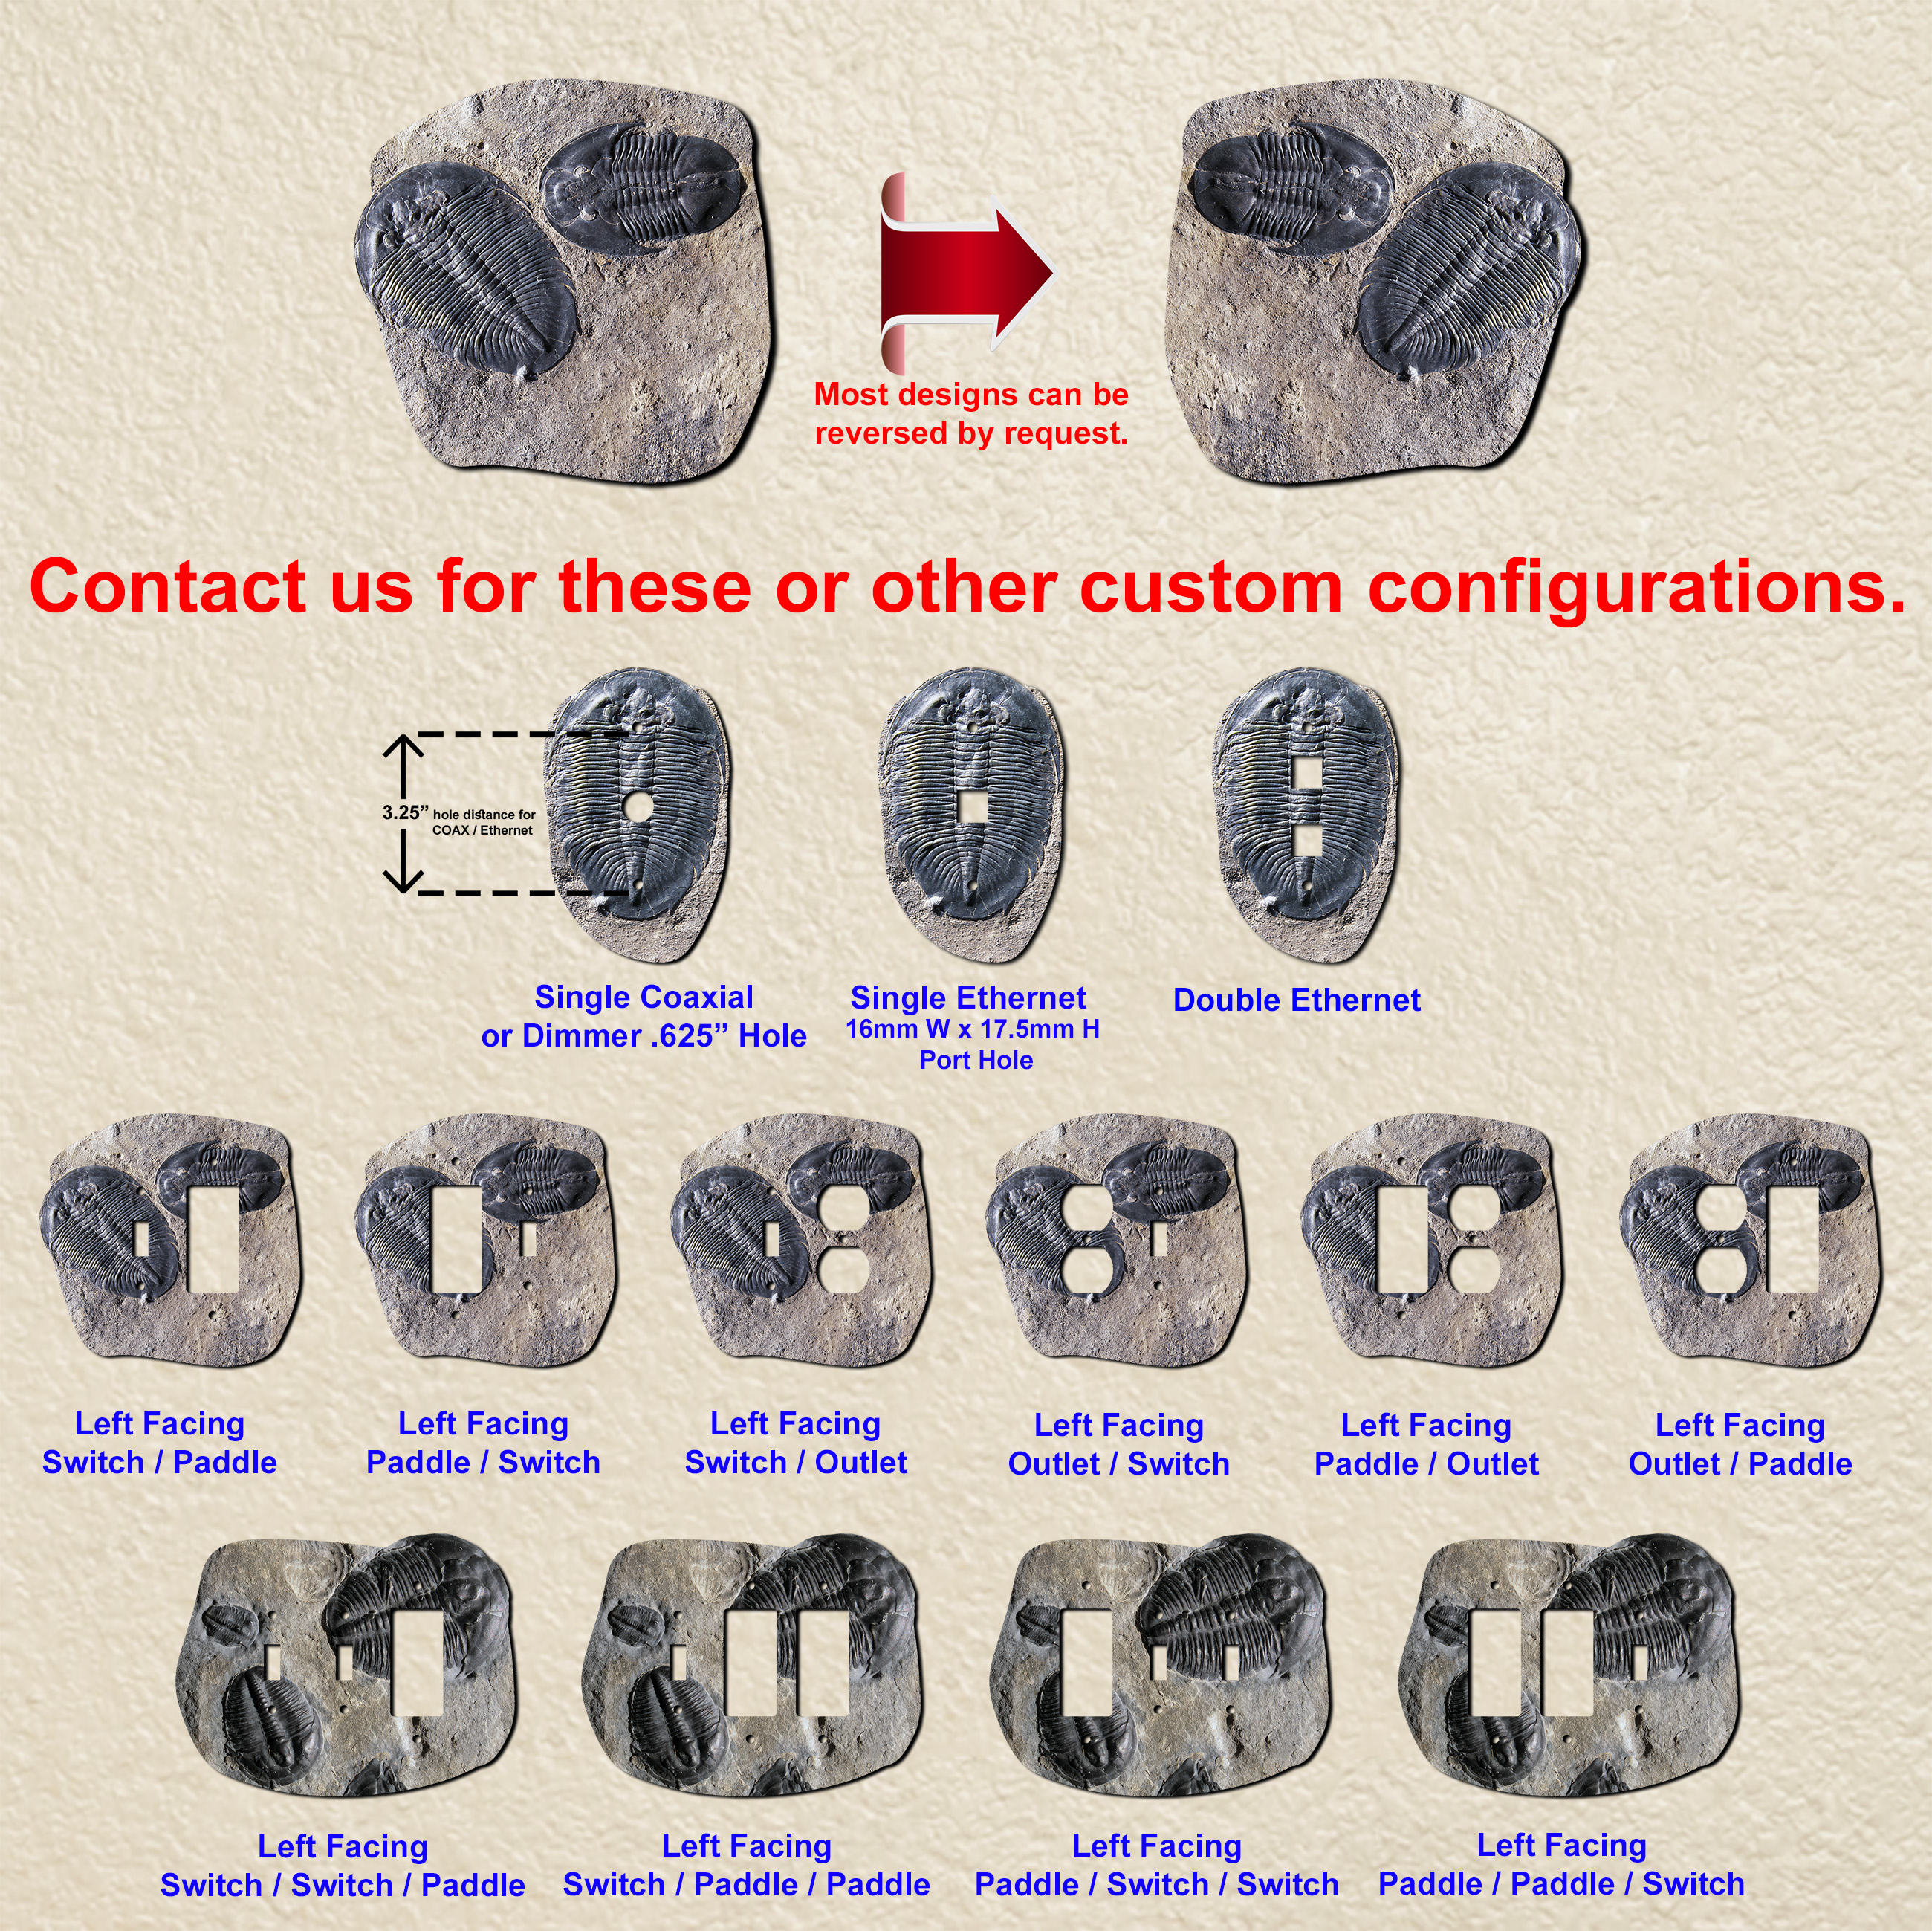 Most designs can be
reversed by request.
Contact us for these or other custom configurations.
3.25” hole distance for
COAX / Ethernet
Single Coaxial
or Dimmer .625” Hole
Single Ethernet
16mm W x 17.5mm H
Port Hole
Double Ethernet
Left Facing
Switch / Paddle
Left Facing
Paddle / Switch
Left Facing
Switch / Outlet
Left Facing
Outlet / Switch
Left Facing
Paddle / Outlet
Left Facing
Outlet / Paddle
Left Facing
Switch / Switch / Paddle
Left Facing
Switch / Paddle / Paddle
Left Facing
Paddle / Switch / Switch
Left Facing
Paddle / Paddle / Switch